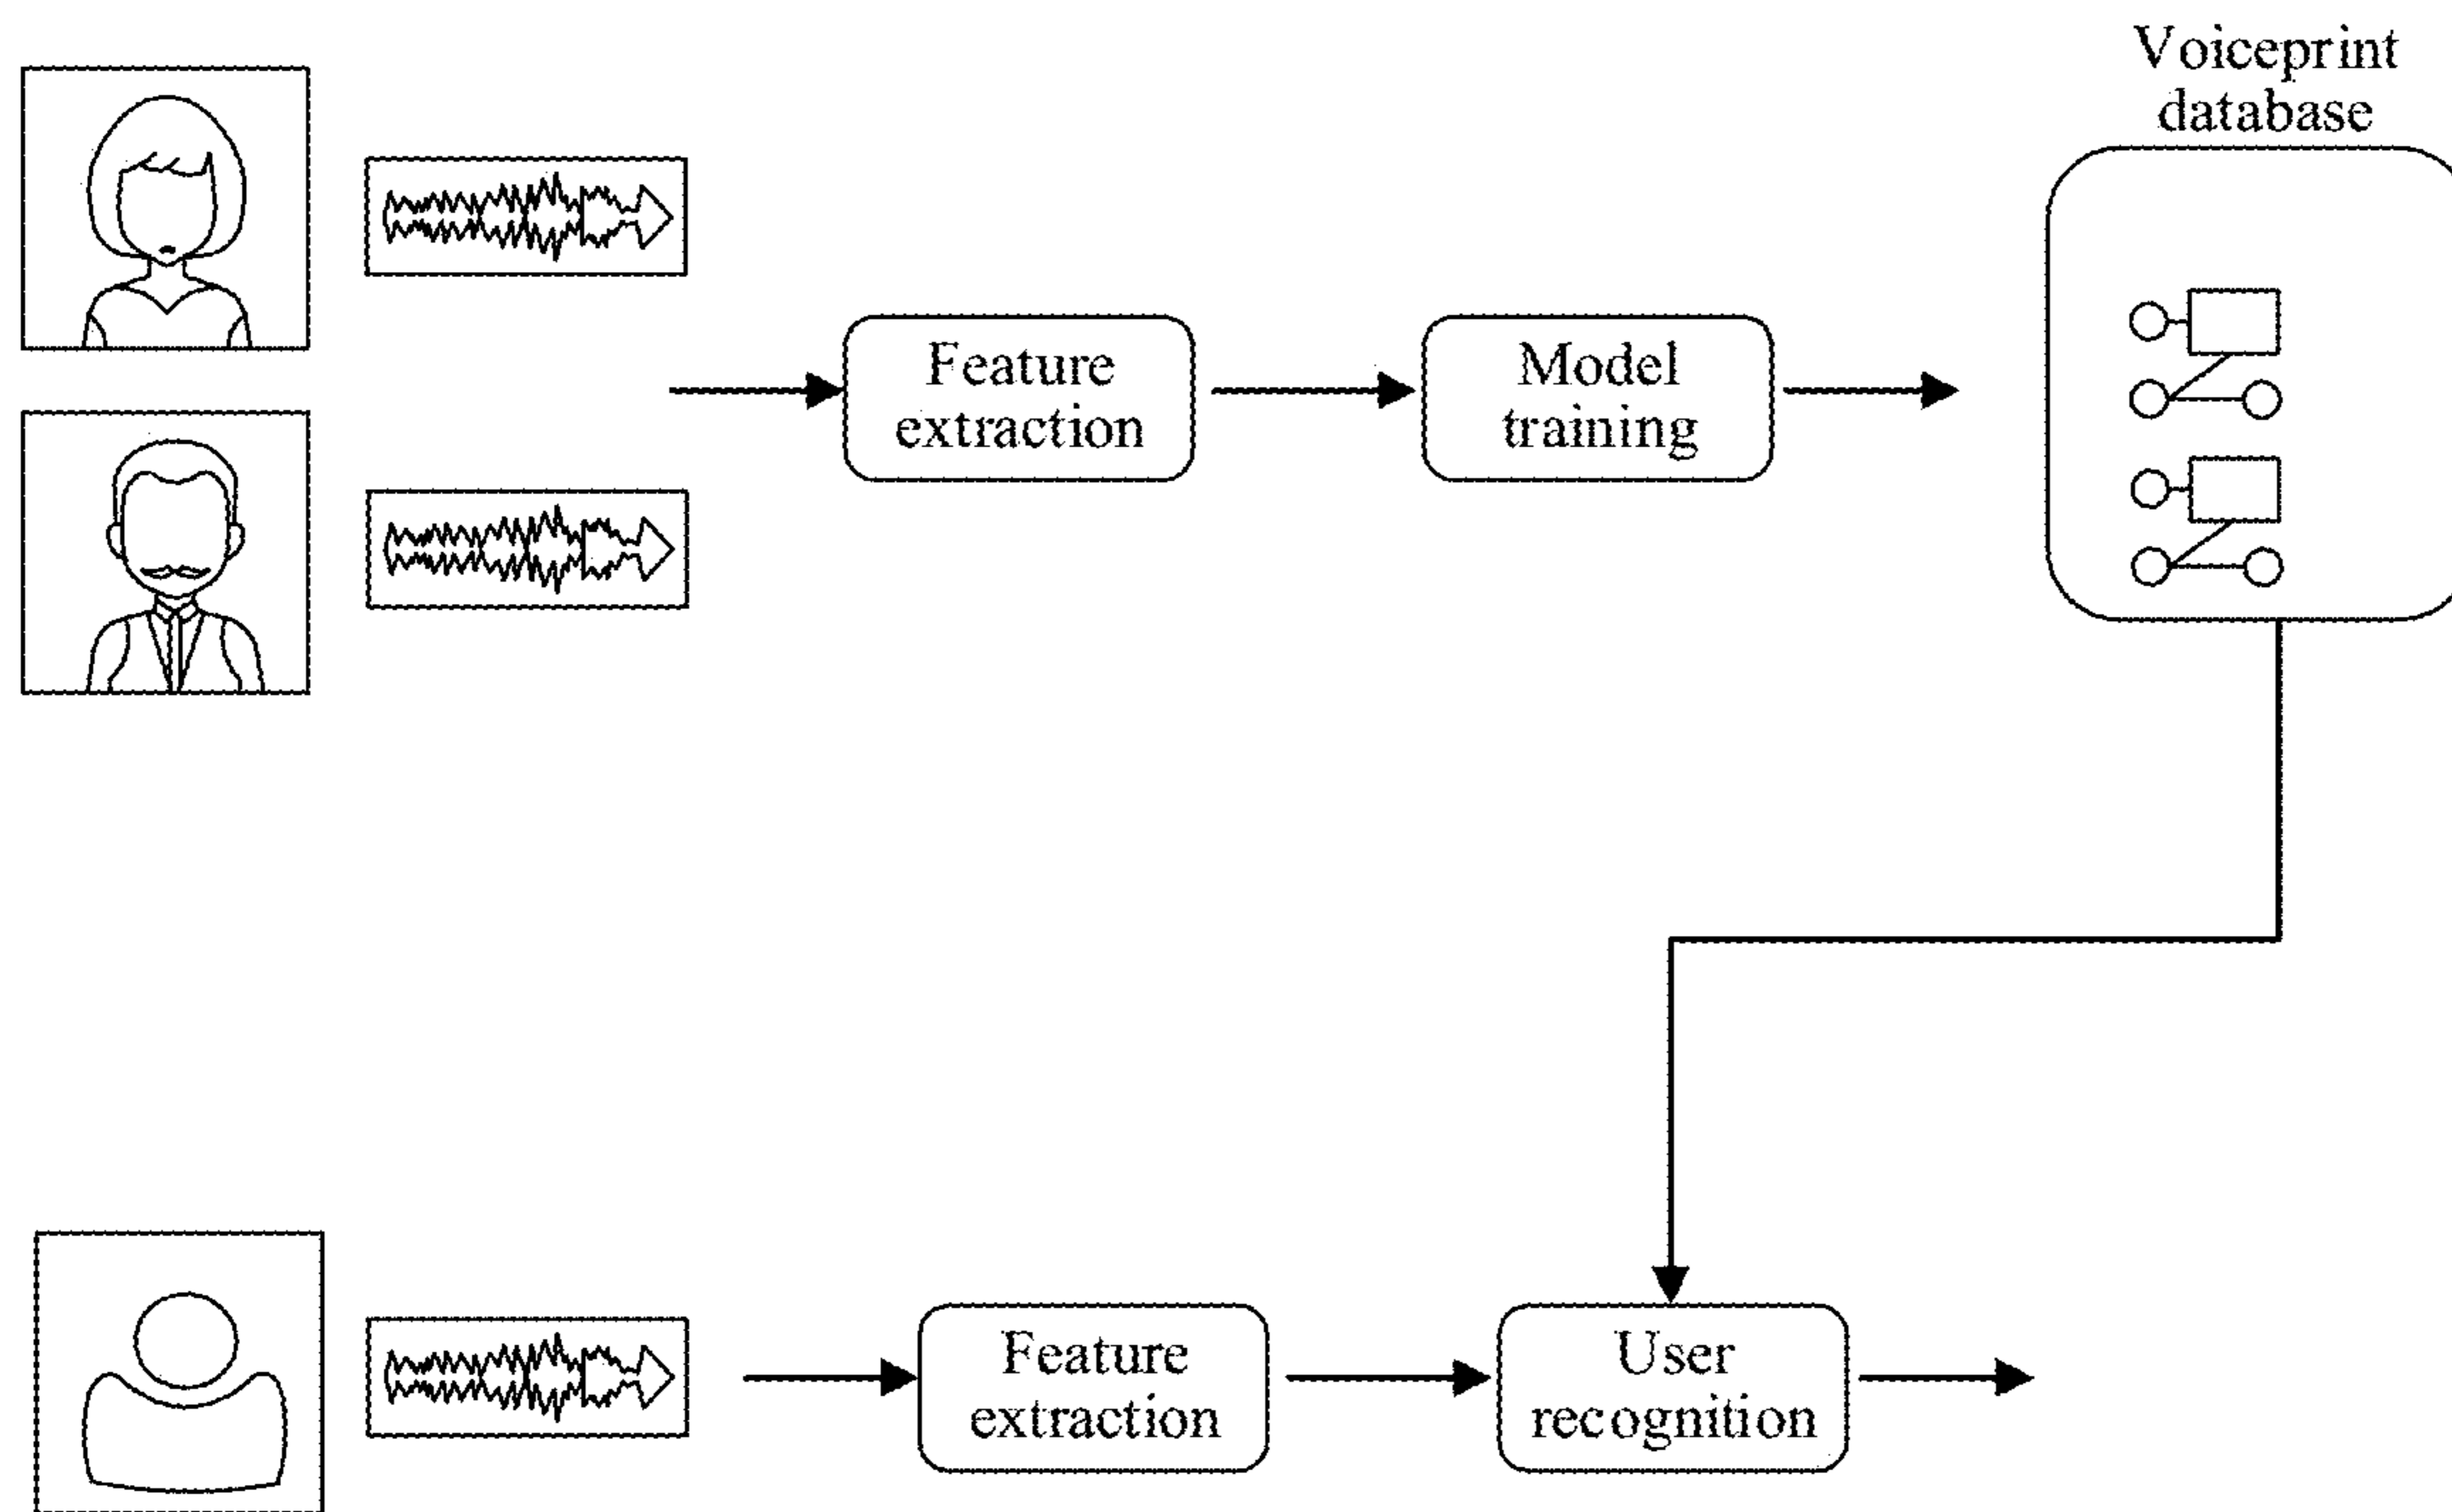 Voiceprint
database
Feature
extraction
Model
training
Feature
extraction
User
recognition